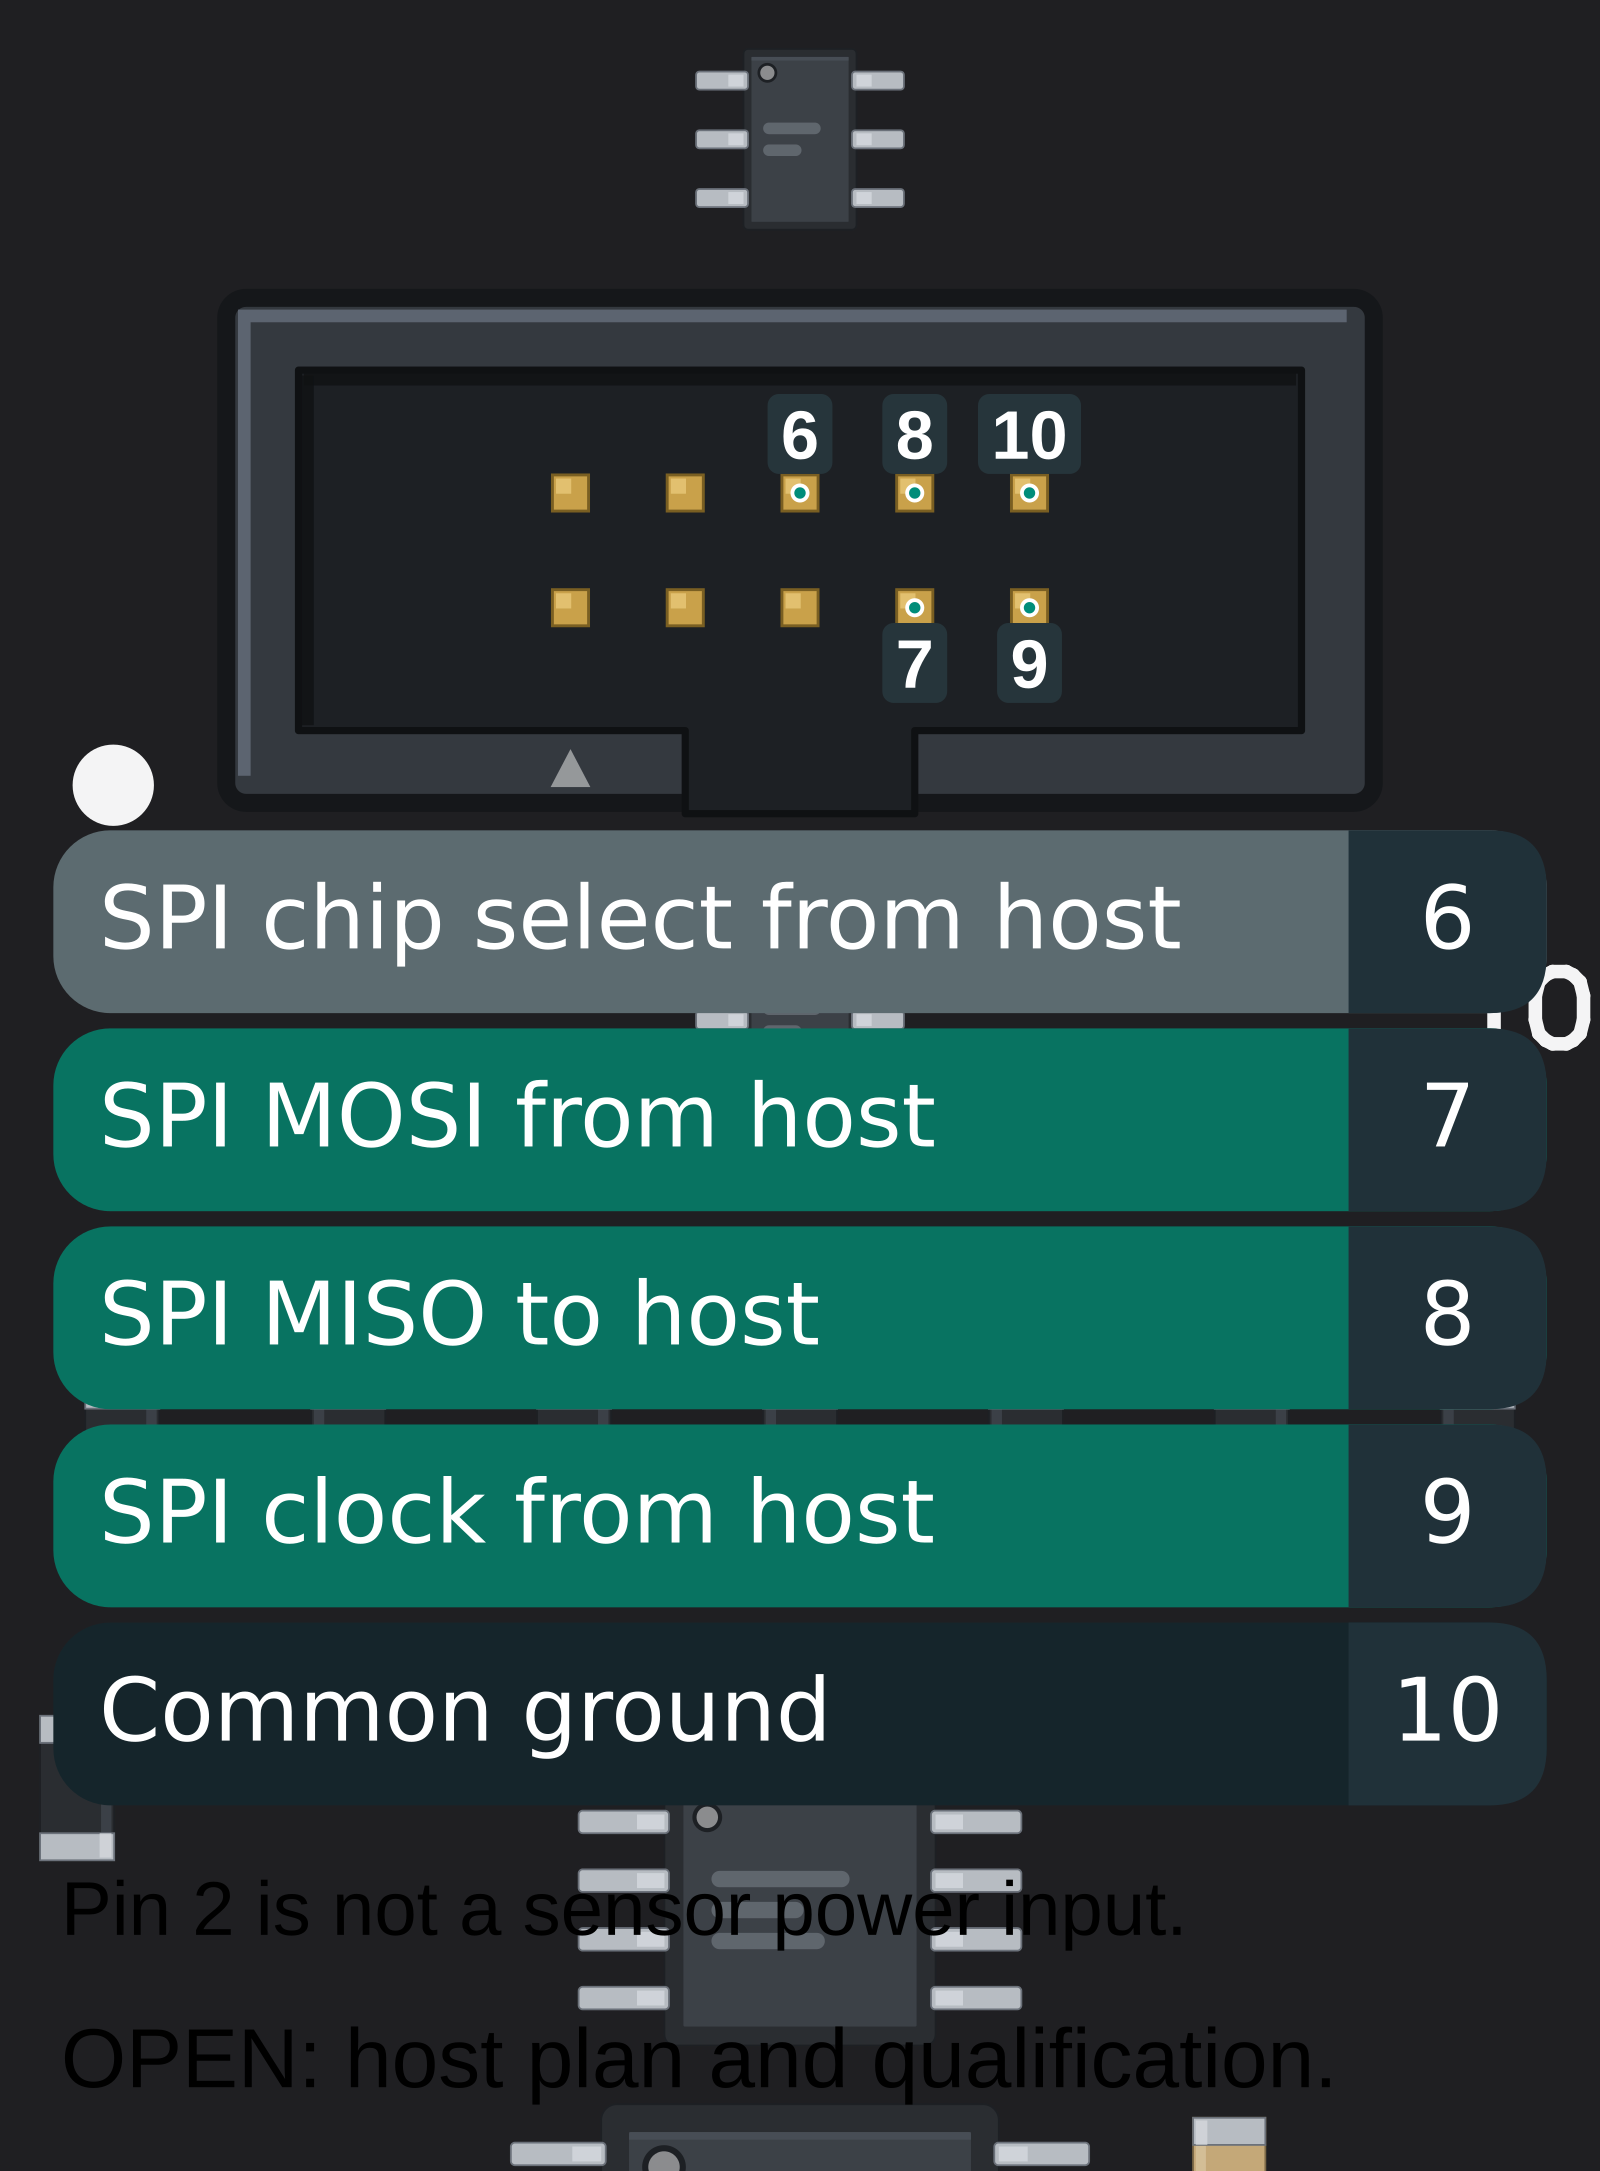 6 8 10
7 9
SPI chip select from host 6
0
SPI MOSI from host 7
SPI MISO to host 8
SPI clock from host 9
Common ground 10
Pin 2 is not a sensor power input.
OPEN: host plan and qualification.